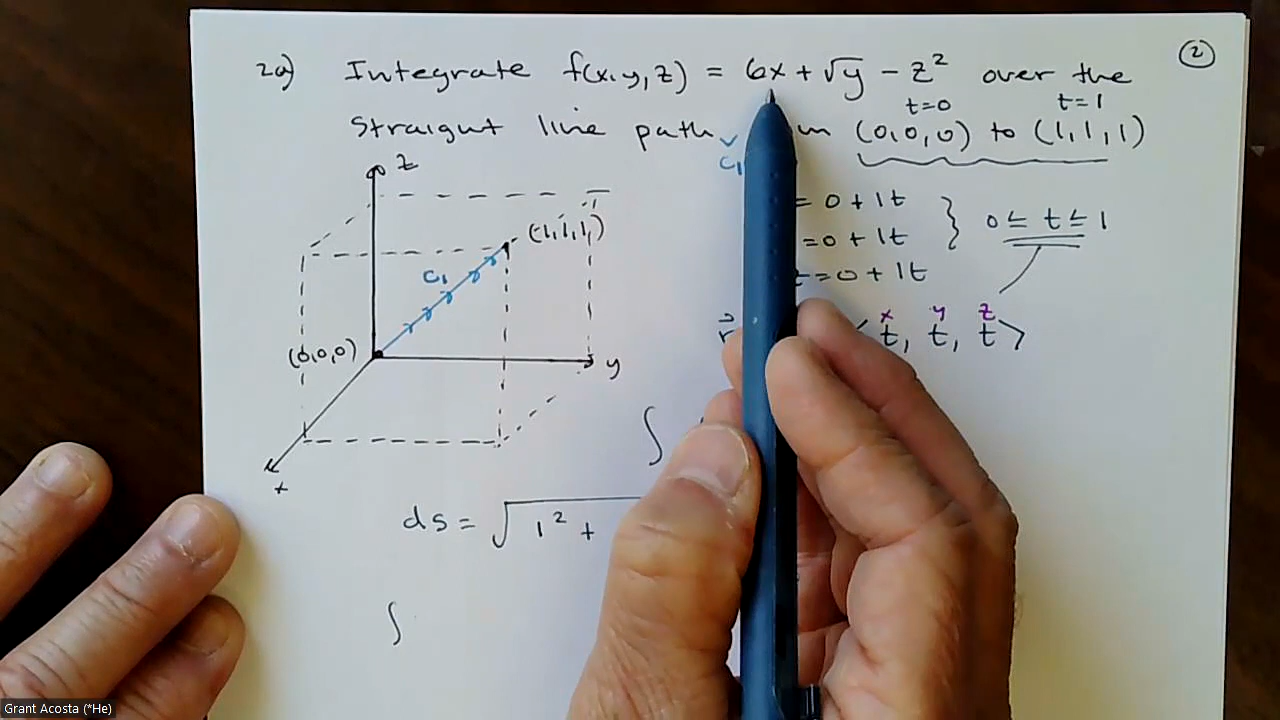 2a) Integrate f(x,y,z) = 6x + √y - z² over the ②
t=0 t=1
Straignt line path (0,0,0) to (1,1,1)
C₁
z
= 0 + 1t
(1,1,1) = 0 + 1t } 0 ≤ t ≤ 1
C₁ = 0 + 1t
x y z
(0,0,0) t, t, t>
y
∫
x
ds = √ 1² +
∫
Grant Acosta (*He)